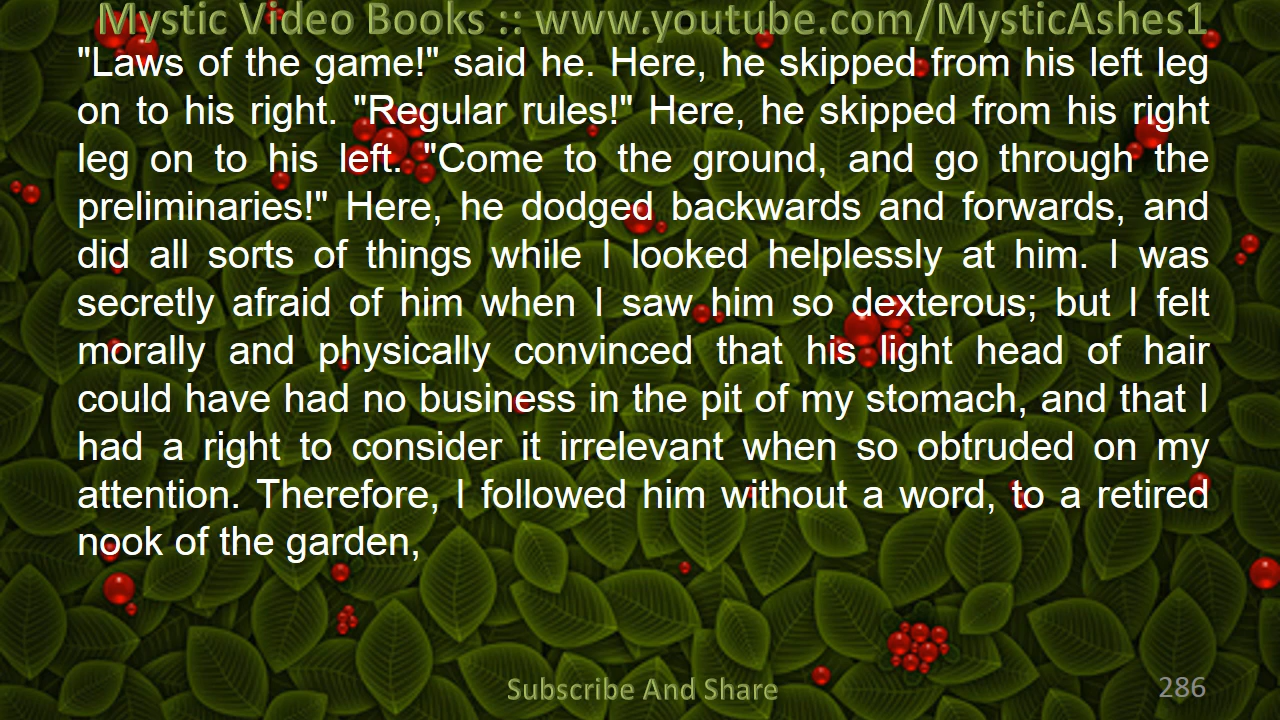 Mystic Video Books :: www.youtube.com/MysticAshes1
"Laws of the game!" said he. Here, he skipped from his left leg
on to his right. "Regular rules!" Here, he skipped from his right
leg on to his left. "Come to the ground, and go through the
preliminaries!" Here, he dodged backwards and forwards, and
did all sorts of things while I looked helplessly at him. I was
secretly afraid of him when I saw him so dexterous; but I felt
morally and physically convinced that his light head of hair
could have had no business in the pit of my stomach, and that I
had a right to consider it irrelevant when so obtruded on my
attention. Therefore, I followed him without a word, to a retired
nook of the garden,
Subscribe And Share
286